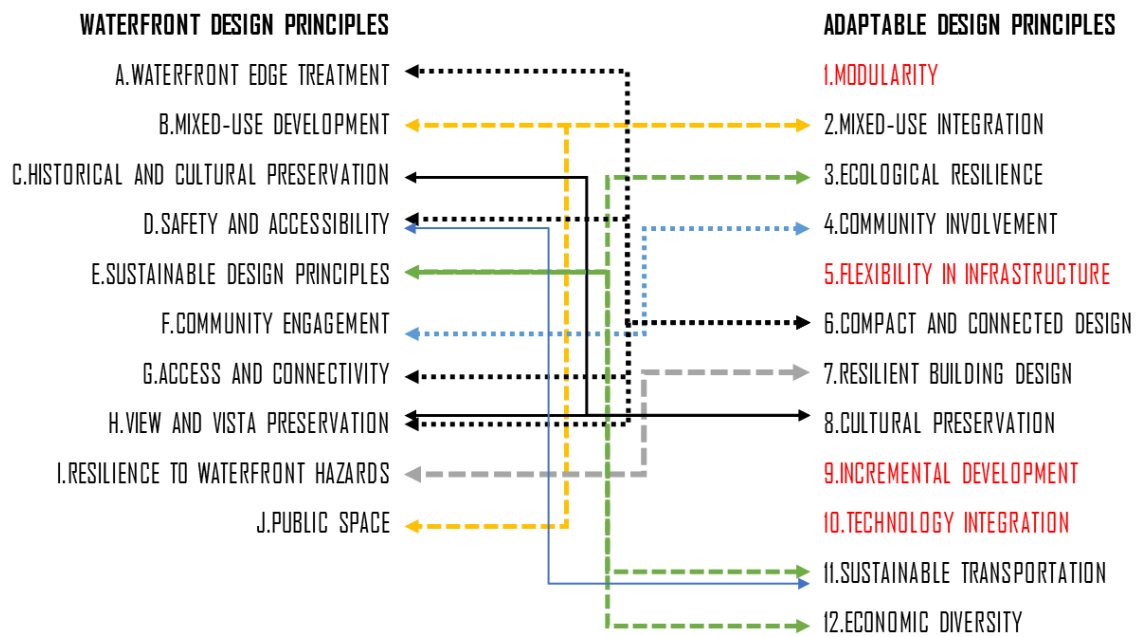 WATERFRONT DESIGN PRINCIPLES
A.WATERFRONT EDGE TREATMENT
B.MIXED-USE DEVELOPMENT
C.HISTORICAL AND CULTURAL PRESERVATION
D.SAFETY AND ACCESSIBILITY
E.SUSTAINABLE DESIGN PRINCIPLES
F.COMMUNITY ENGAGEMENT
G.ACCESS AND CONNECTIVITY
H.VIEW AND VISTA PRESERVATION
I.RESILIENCE TO WATERFRONT HAZARDS
J.PUBLIC SPACE
ADAPTABLE DESIGN PRINCIPLES
1.MODULARITY
2.MIXED-USE INTEGRATION
3.ECOLOGICAL RESILIENCE
4.COMMUNITY INVOLVEMENT
5.FLEXIBILITY IN INFRASTRUCTURE
6.COMPACT AND CONNECTED DESIGN
7.RESILIENT BUILDING DESIGN
8.CULTURAL PRESERVATION
9.INCREMENTAL DEVELOPMENT
10.TECHNOLOGY INTEGRATION
11.SUSTAINABLE TRANSPORTATION
12.ECONOMIC DIVERSITY